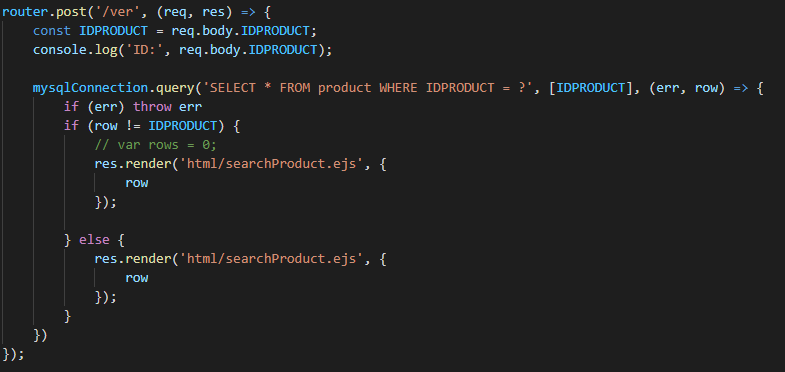 router.post('/ver', (req, res) => {
    const IDPRODUCT = req.body.IDPRODUCT;
    console.log('ID:', req.body.IDPRODUCT);

    mysqlConnection.query('SELECT * FROM product WHERE IDPRODUCT = ?', [IDPRODUCT], (err, row) => {
        if (err) throw err
        if (row != IDPRODUCT) {
            // var rows = 0;
            res.render('html/searchProduct.ejs', {
                row
            });

        } else {
            res.render('html/searchProduct.ejs', {
                row
            });
        }
    })
});